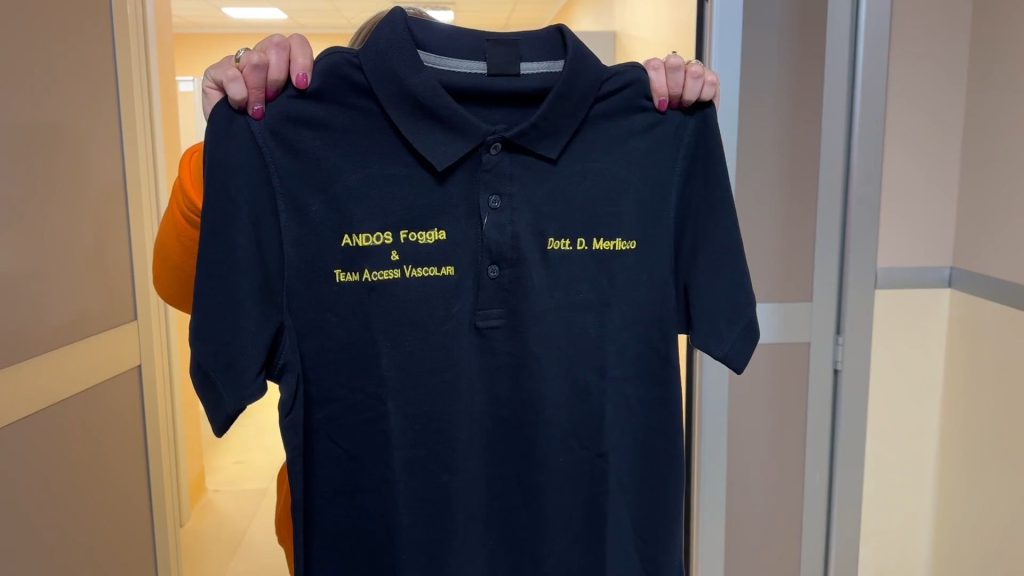 ANDOS Foggia
&
TEAM ACCESSI VASCOLARI
Dott. D. Merlicco